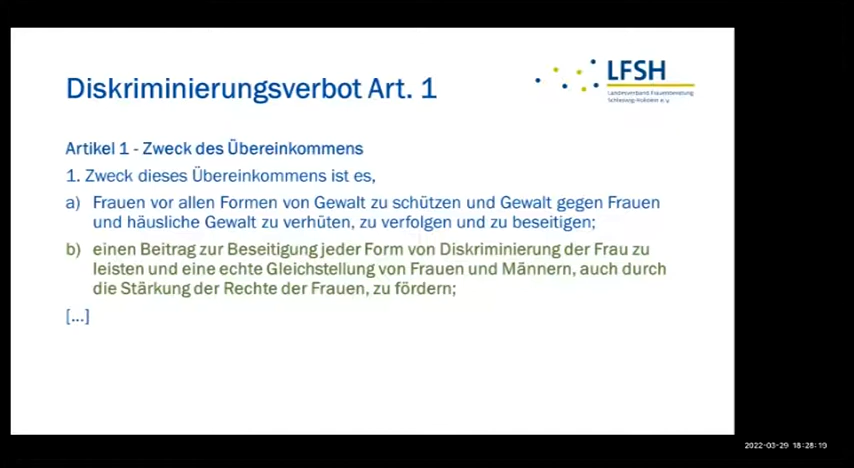 Diskriminierungsverbot Art. 1
LFSH
Landesverband Frauenberatung
Schleswig-Holstein e.V.
Artikel 1 - Zweck des Übereinkommens
1. Zweck dieses Übereinkommens ist es,
a) Frauen vor allen Formen von Gewalt zu schützen und Gewalt gegen Frauen
und häusliche Gewalt zu verhüten, zu verfolgen und zu beseitigen;
b) einen Beitrag zur Beseitigung jeder Form von Diskriminierung der Frau zu
leisten und eine echte Gleichstellung von Frauen und Männern, auch durch
die Stärkung der Rechte der Frauen, zu fördern;
[...]
2022-03-29 18:28:19